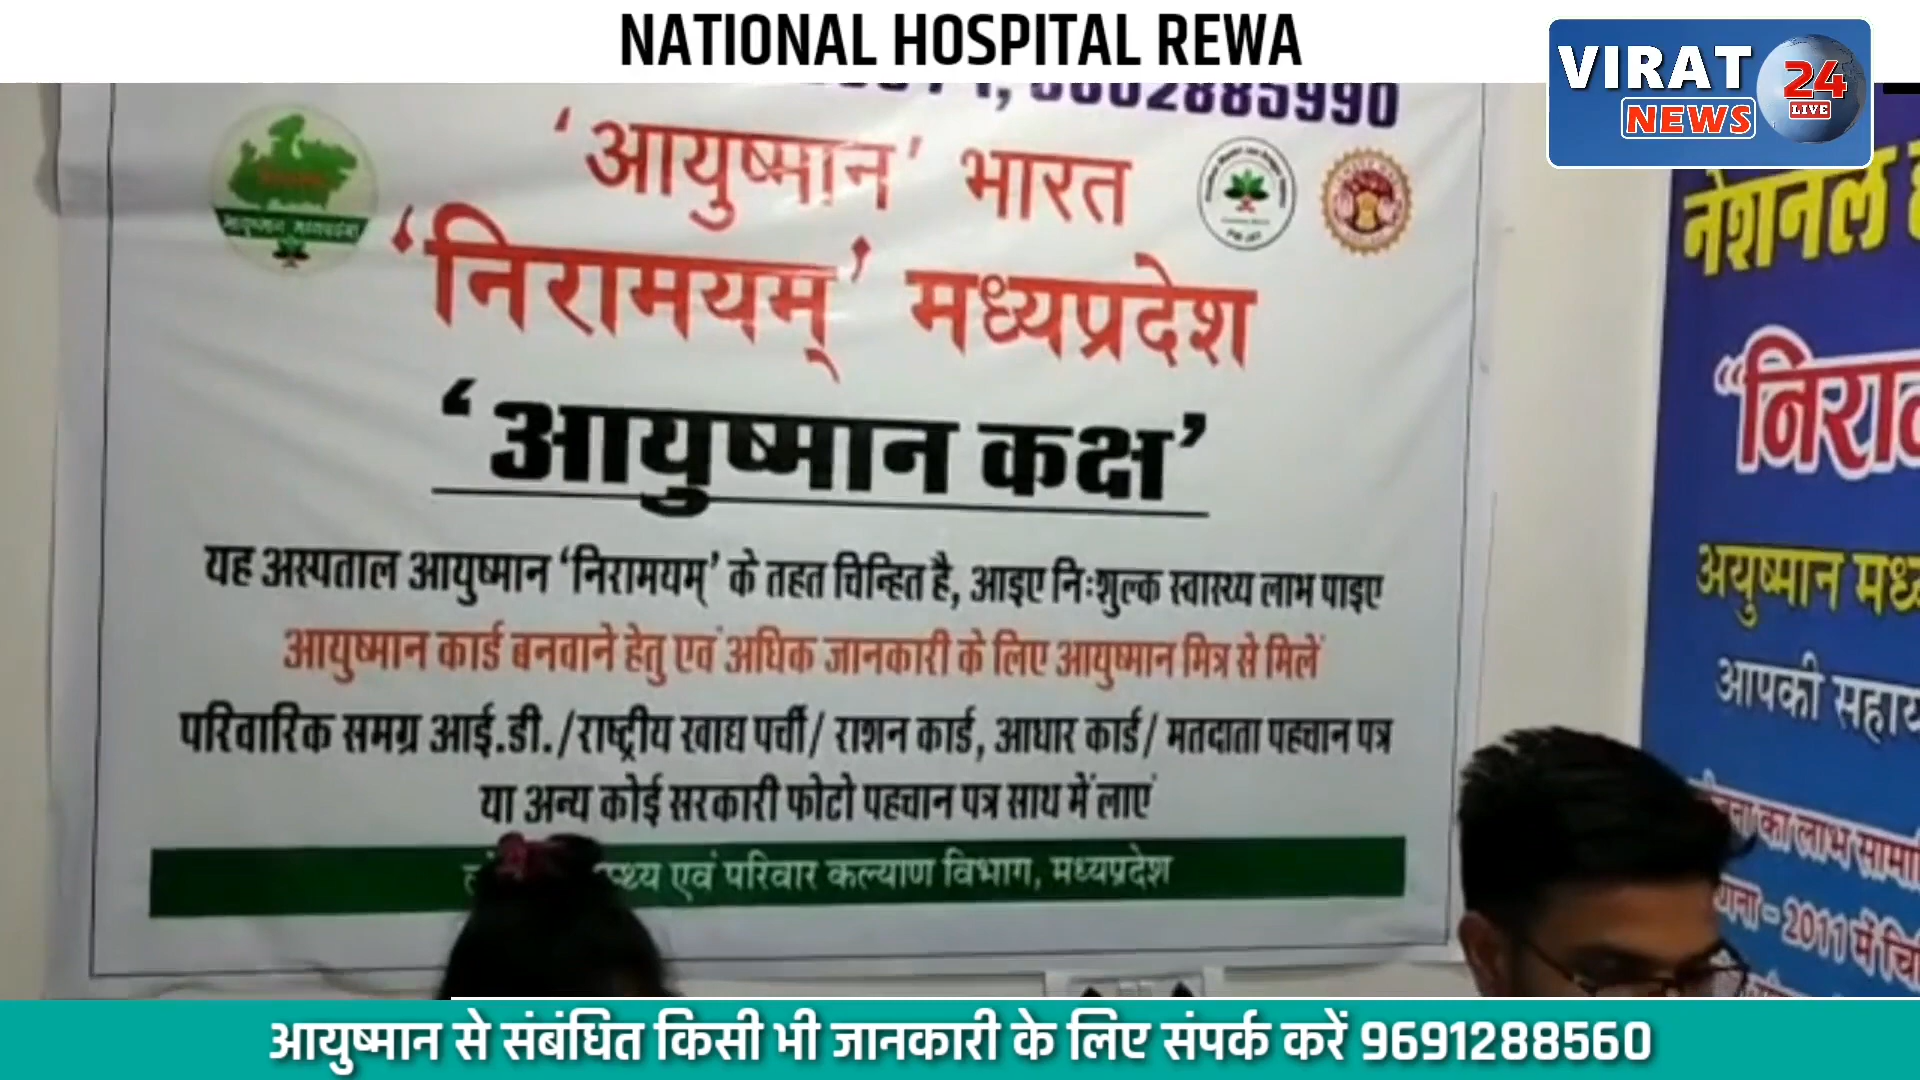 NATIONAL HOSPITAL REWA
VIRAT
NEWS
24
LIVE
'आयुष्मान' भारत
'निरामयम्' मध्यप्रदेश
'आयुष्मान कक्ष'
यह अस्पताल आयुष्मान 'निरामयम्' के तहत चिन्हित है, आइए निःशुल्क स्वास्थ्य लाभ पाइए
आयुष्मान कार्ड बनवाने हेतु एवं अधिक जानकारी के लिए आयुष्मान मित्र से मिलें
परिवारिक समग्र आई.डी./राष्ट्रीय खाद्य पर्ची/ राशन कार्ड, आधार कार्ड/ मतदाता पहचान पत्र
या अन्य कोई सरकारी फोटो पहचान पत्र साथ में लाएं
एवं परिवार कल्याण विभाग, मध्यप्रदेश
नेशनल
अयुष्मान
आपकी
का लाभ
2011 में
आयुष्मान से संबंधित किसी भी जानकारी के लिए संपर्क करें 9691288560